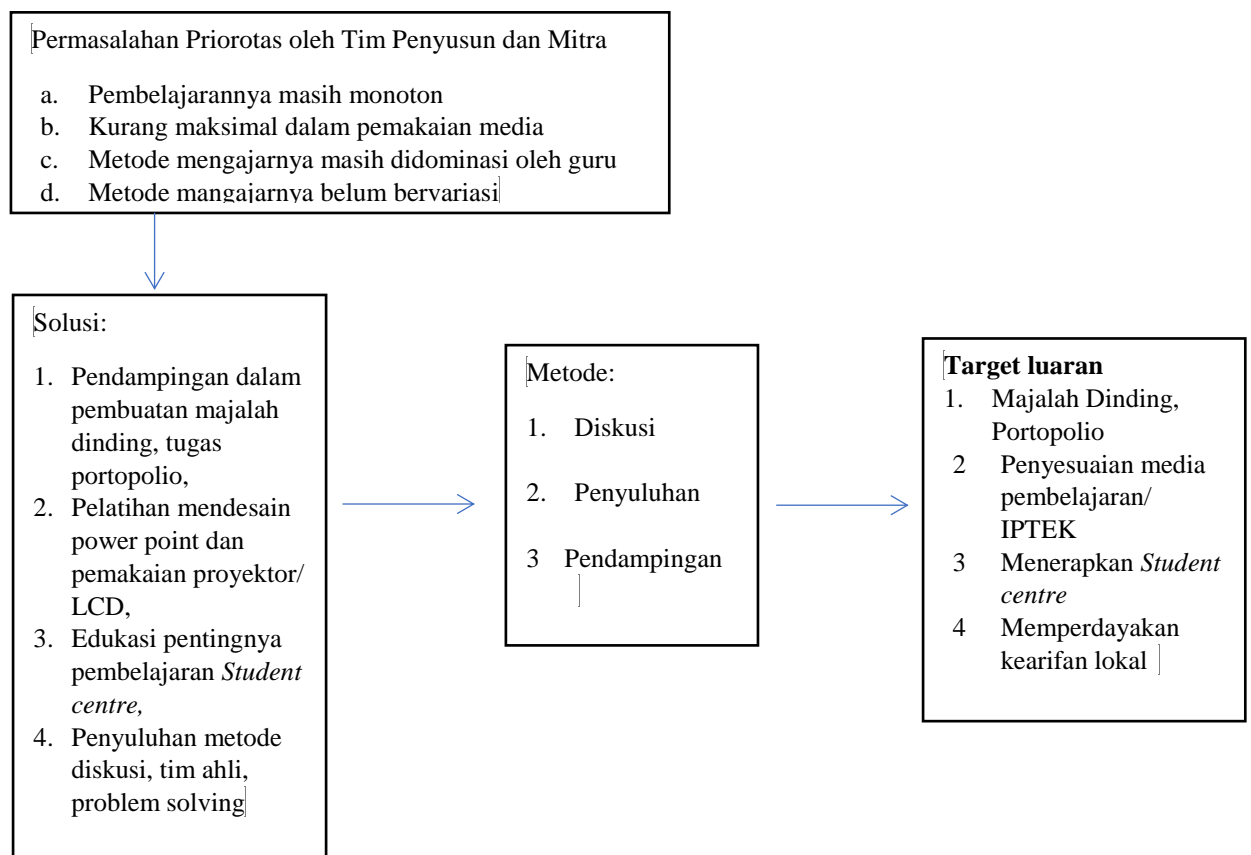 Permasalahan Priorotas oleh Tim Penyusun dan Mitra
a. Pembelajarannya masih monoton
b. Kurang maksimal dalam pemakaian media
c. Metode mengajarnya masih didominasi oleh guru
d. Metode mangajarnya belum bervariasi
Solusi:
1. Pendampingan dalam
pembuatan majalah
dinding, tugas
portopolio,
2. Pelatihan mendesain
power point dan
pemakaian proyektor/
LCD,
3. Edukasi pentingnya
pembelajaran Student
centre,
4. Penyuluhan metode
diskusi, tim ahli,
problem solving
Metode:
1. Diskusi
2. Penyuluhan
3 Pendampingan
Target luaran
1. Majalah Dinding,
Portopolio
2 Penyesuaian media
pembelajaran/
IPTEK
3 Menerapkan Student
centre
4 Memperdayakan
kearifan lokal